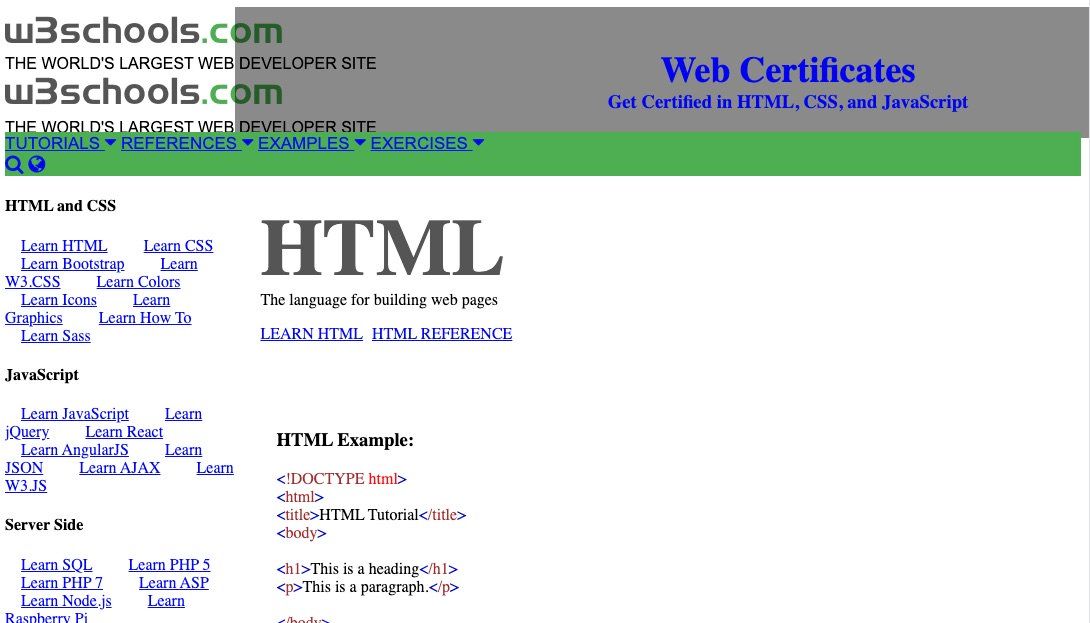 w3schools.com
THE WORLD'S LARGEST WEB DEVELOPER SITE
w3schools.com
THE WORLD'S LARGEST WEB DEVELOPER SITE
Web Certificates
Get Certified in HTML, CSS, and JavaScript
TUTORIALS REFERENCES EXAMPLES EXERCISES
HTML and CSS
Learn HTML Learn CSS
Learn Bootstrap Learn
W3.CSS Learn Colors
Learn Icons Learn
Graphics Learn How To
Learn Sass
JavaScript
Learn JavaScript Learn
jQuery Learn React
Learn AngularJS Learn
JSON Learn AJAX Learn
W3.JS
Server Side
Learn SQL Learn PHP 5
Learn PHP 7 Learn ASP
Learn Node.js Learn
Raspberry Pi
HTML
The language for building web pages
LEARN HTML HTML REFERENCE
HTML Example:
<!DOCTYPE html>
<html>
<title>HTML Tutorial</title>
<body>
<h1>This is a heading</h1>
<p>This is a paragraph.</p>
</body>